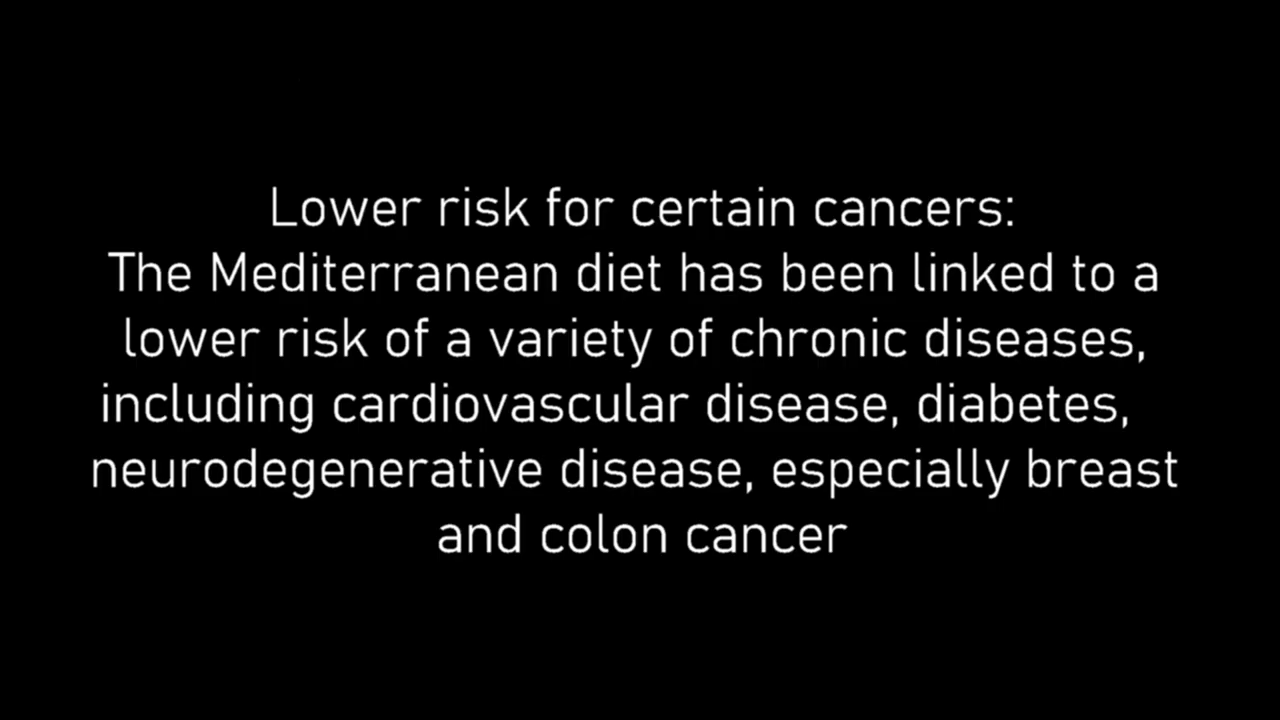 Lower risk for certain cancers:
The Mediterranean diet has been linked to a
lower risk of a variety of chronic diseases,
including cardiovascular disease, diabetes,
neurodegenerative disease, especially breast
and colon cancer